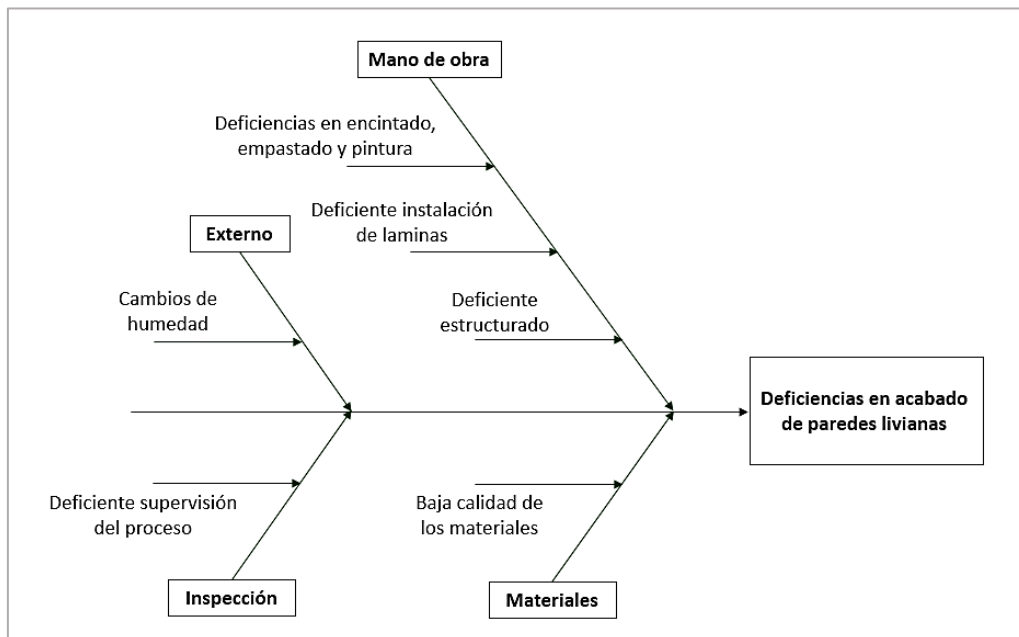 Mano de obra
Deficiencias en encintado,
empastado y pintura
Deficiente instalación
de laminas
Externo
Cambios de
humedad
Deficiente
estructurado
Deficiencias en acabado
de paredes livianas
Deficiente supervisión
del proceso
Baja calidad de
los materiales
Inspección
Materiales